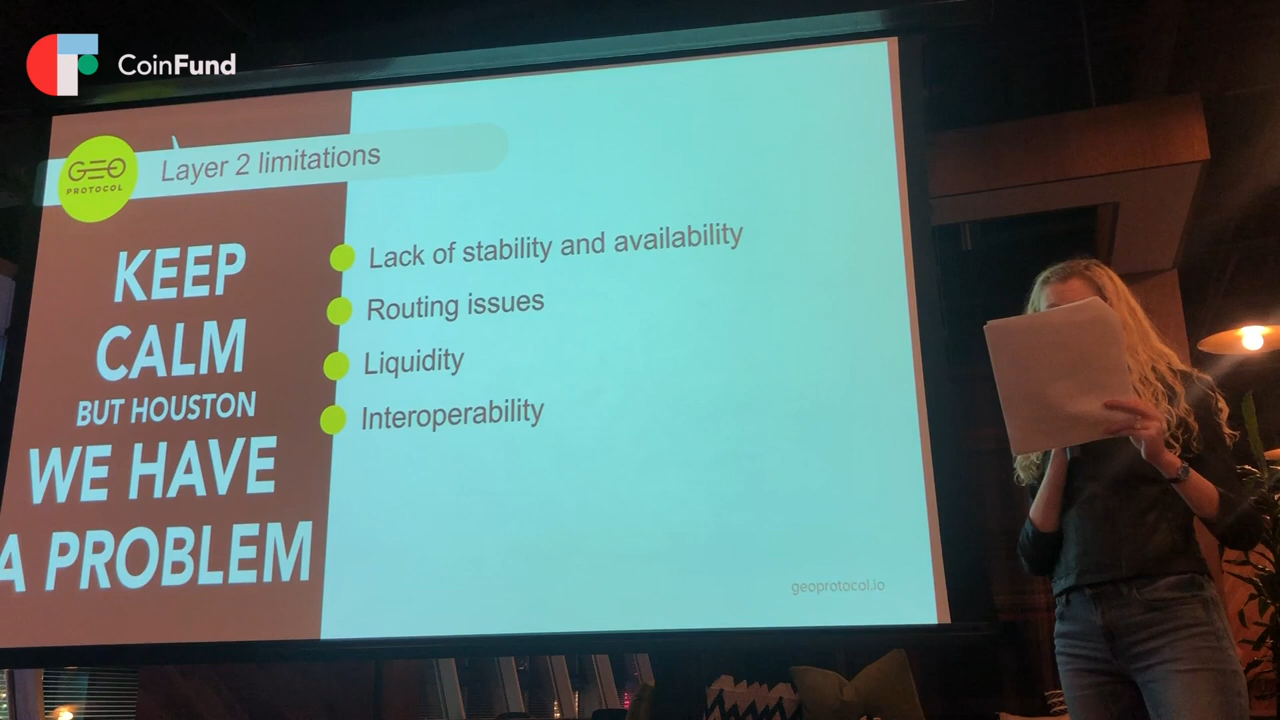 CoinFund
GEO
PROTOCOL
Layer 2 limitations
KEEP
CALM
BUT HOUSTON
WE HAVE
A PROBLEM
Lack of stability and availability
Routing issues
Liquidity
Interoperability
geoprotocol.io